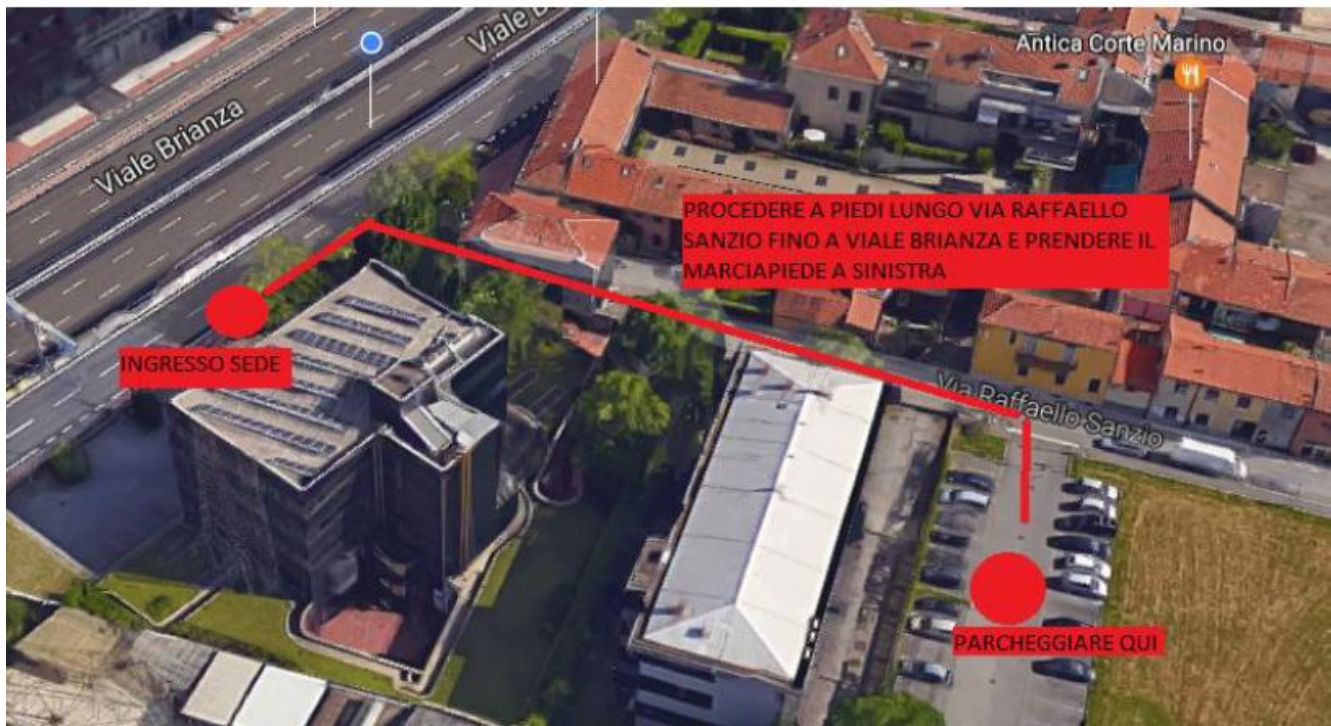 Viale B
Antica Corte Marino
Viale Brianza
PROCEDERE A PIEDI LUNGO VIA RAFFAELLO
SANZIO FINO A VIALE BRIANZA E PRENDERE IL
MARCIAPIEDE A SINISTRA
INGRESSO SEDE
Via Raffaello Sanzio
PARCHEGGIARE QUI